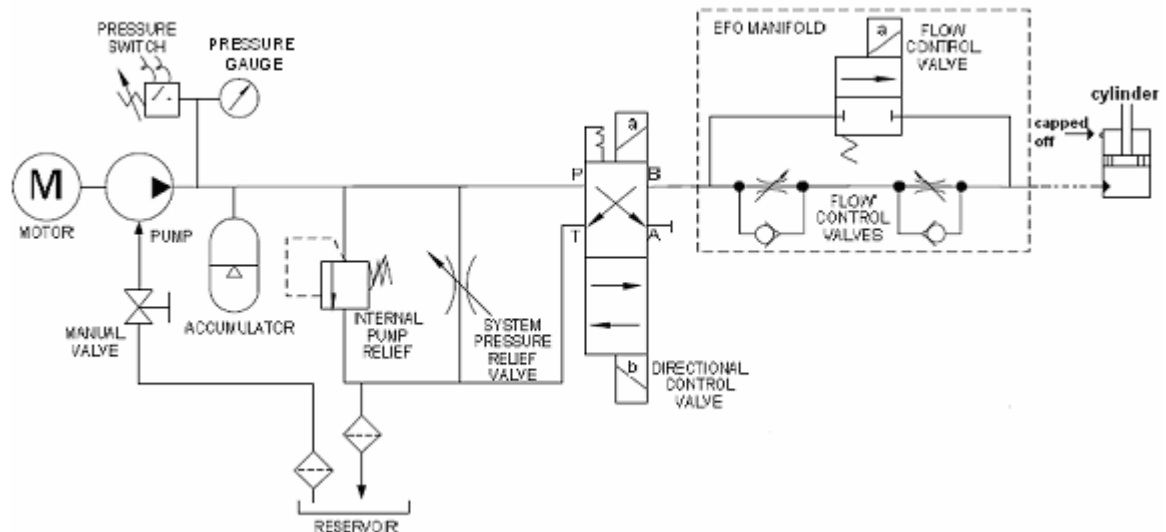 PRESSURE
SWITCH
PRESSURE
GAUGE
EFO MANIFOLD
a
FLOW
CONTROL
VALVE
cylinder
capped
off
a
M
MOTOR
PUMP
P
B
T
A
FLOW
CONTROL
VALVES
MANUAL
VALVE
ACCUMULATOR
INTERNAL
PUMP
RELIEF
SYSTEM
PRESSURE
RELIEF
VALVE
b
DIRECTIONAL
CONTROL
VALVE
RESERVOIR